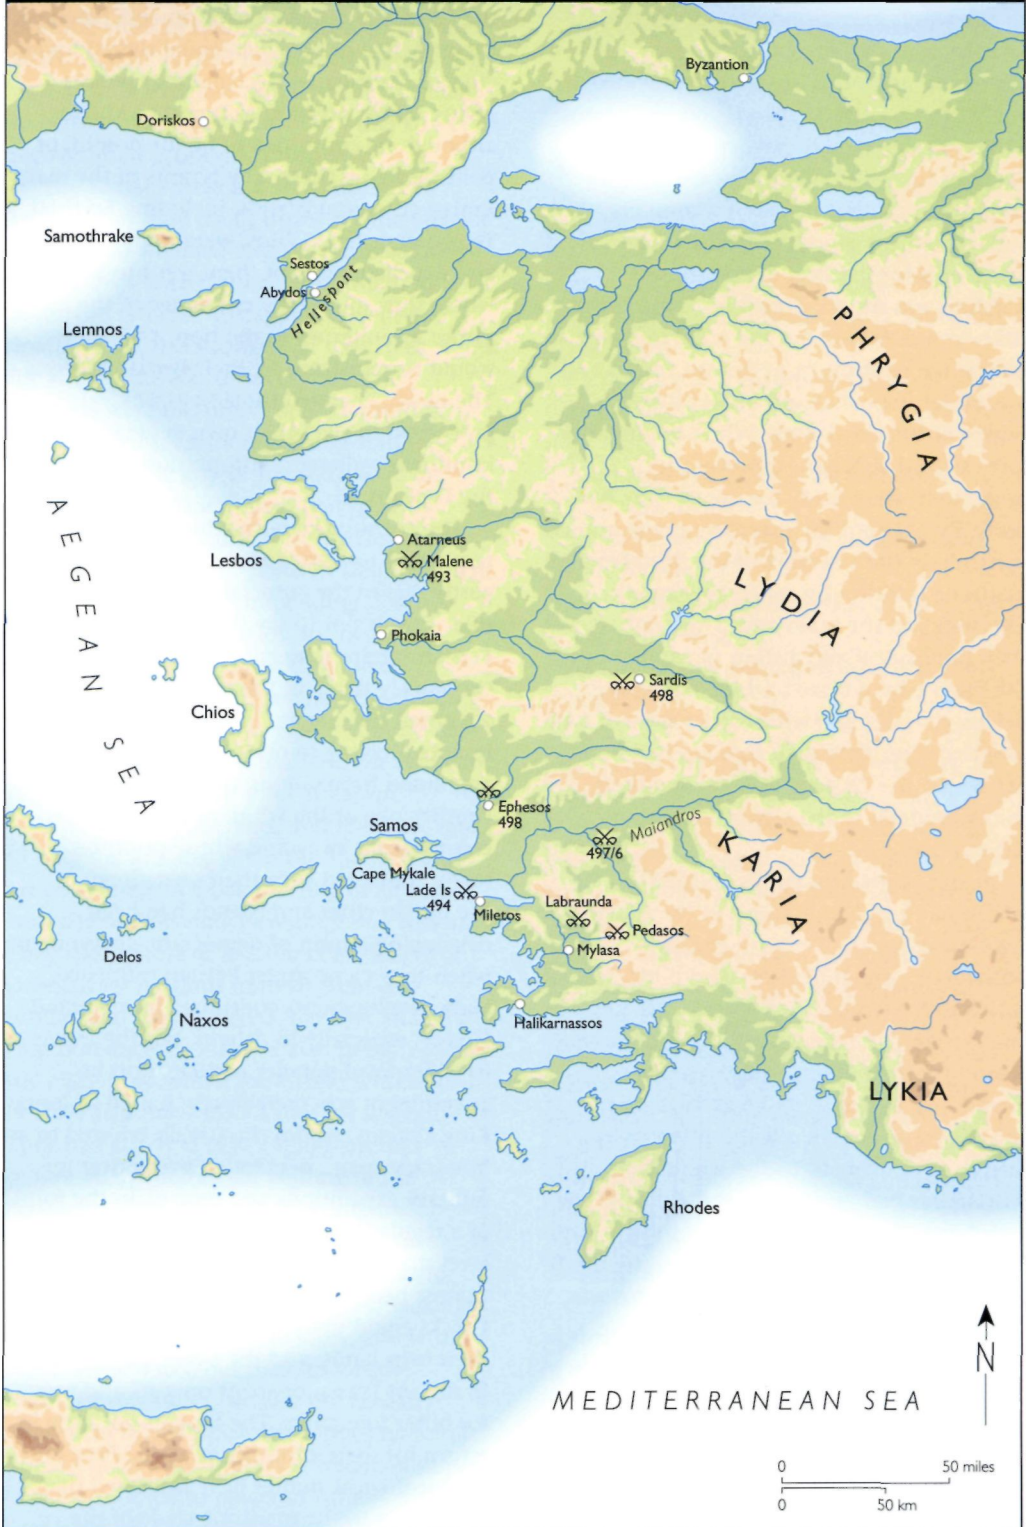 Byzantion
Doriskos
Samothrake
Sestos
Abydos
Hellespont
Lemnos
PHRYGIA
AEGEAN SEA
Lesbos
Atarneus
Malene
493
LYDIA
Phokaia
Sardis
498
Chios
Ephesos
498
Maiandros
497/6
KARIA
Samos
Cape Mykale
Lade Is
494
Miletos
Labraunda
Pedasos
Mylasa
Delos
Naxos
Halikarnassos
LYKIA
Rhodes
N
MEDITERRANEAN SEA
0 50 miles
0 50 km